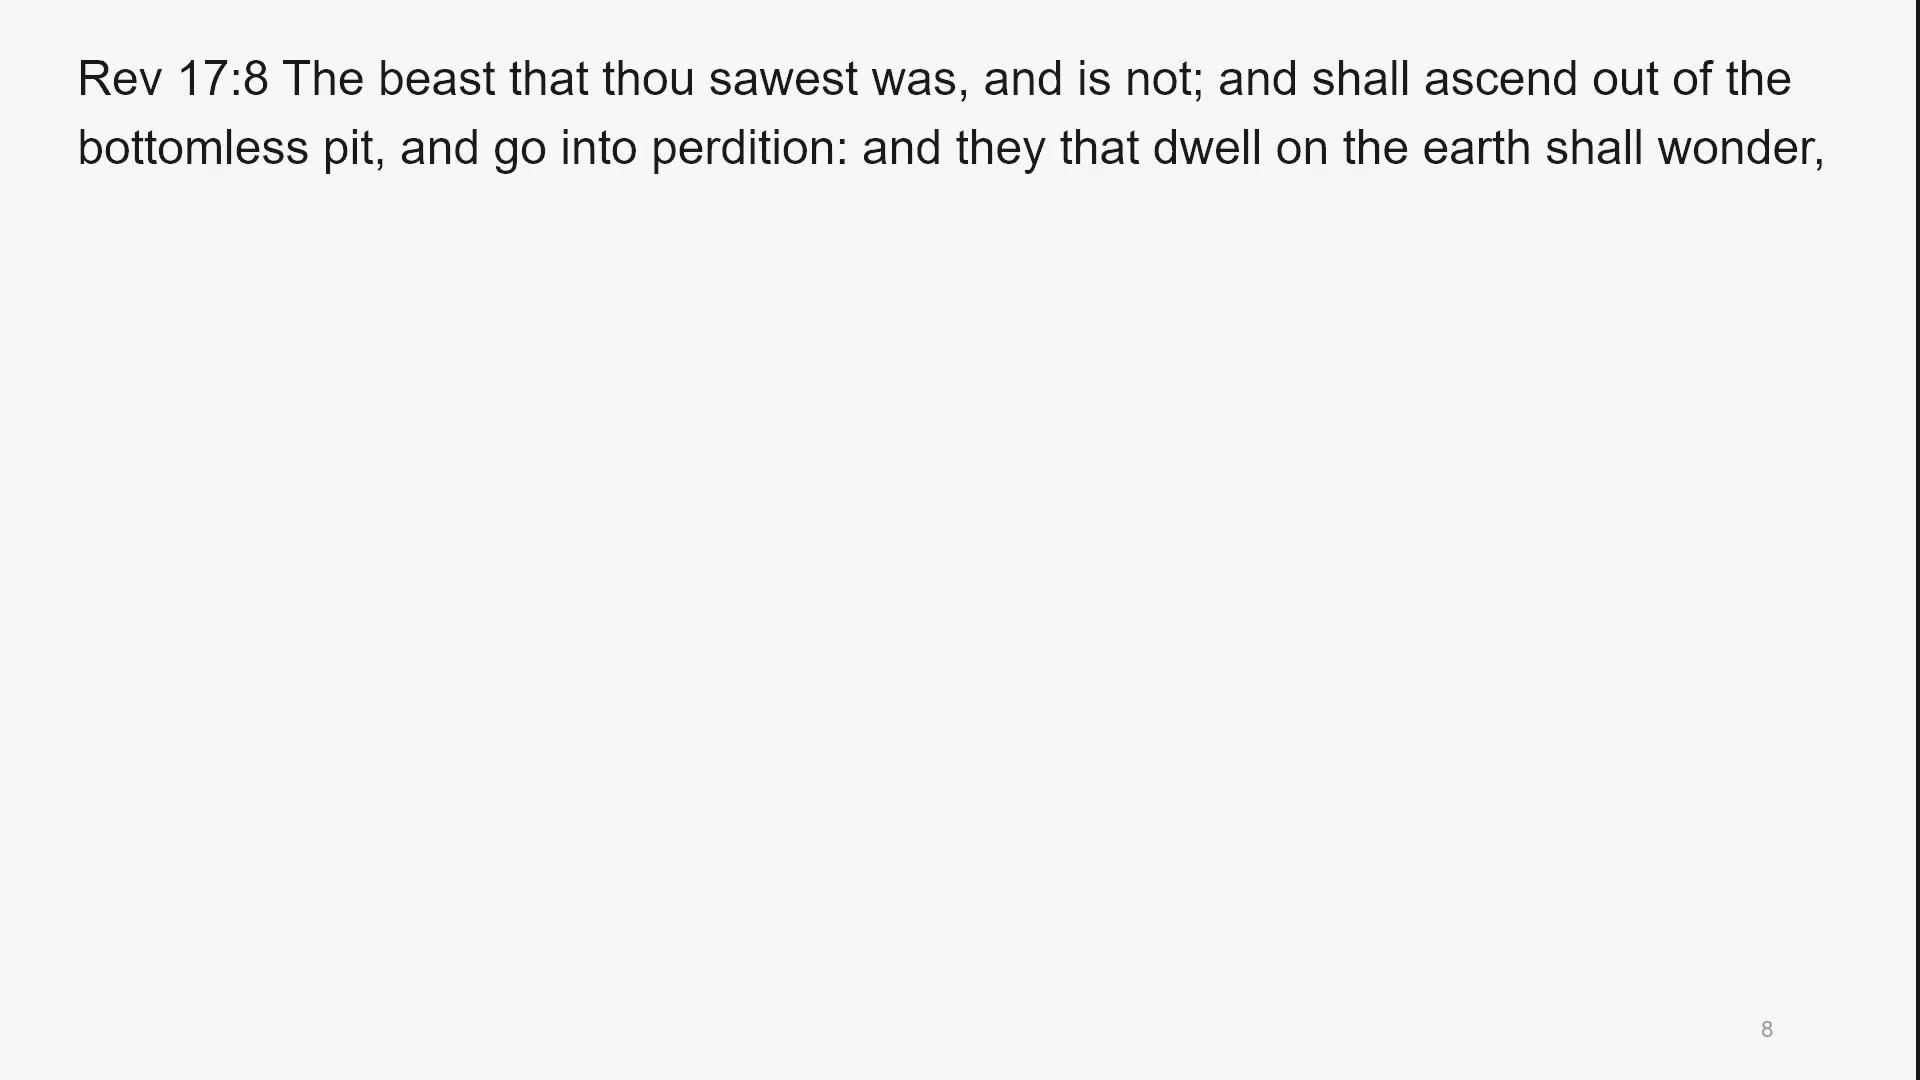 Rev 17:8 The beast that thou sawest was, and is not; and shall ascend out of the
bottomless pit, and go into perdition: and they that dwell on the earth shall wonder,
8